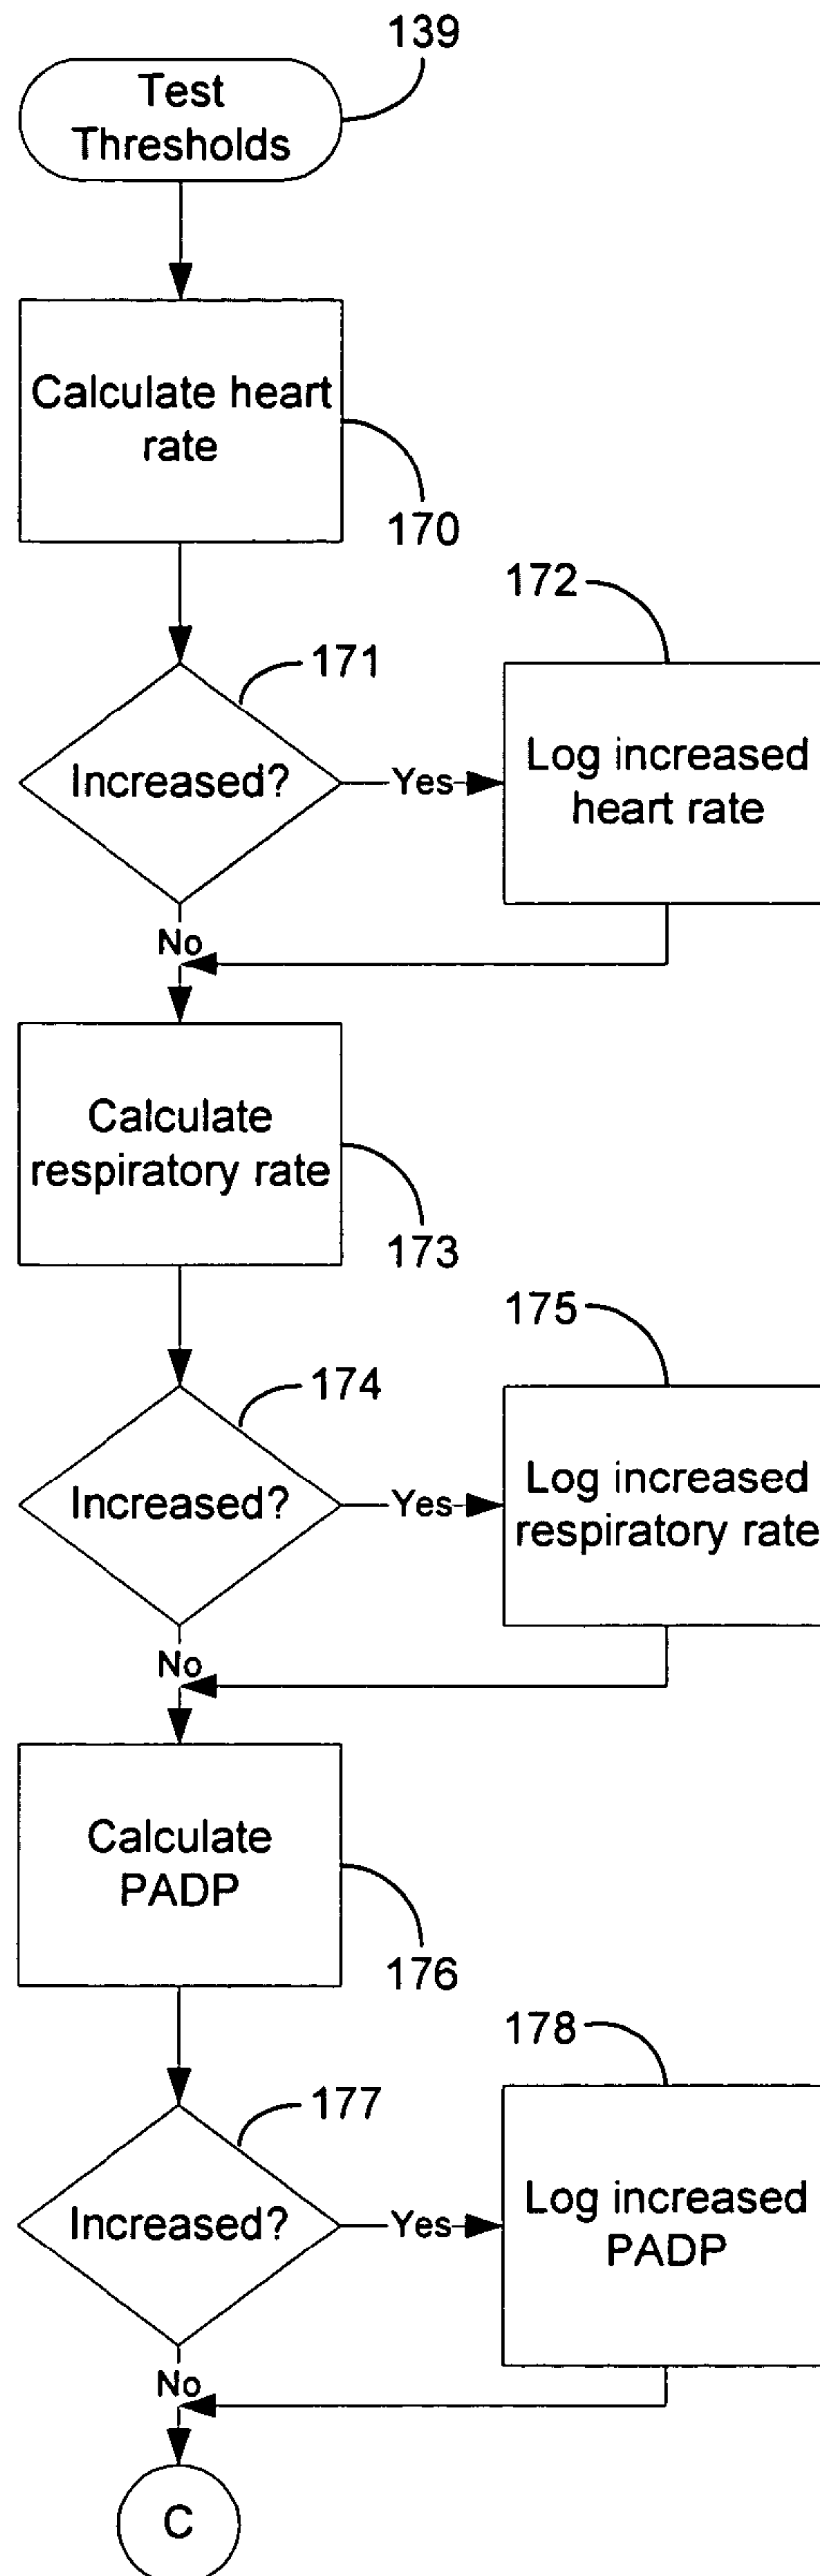 139
Test
Thresholds
Calculate heart
rate
170
172
171
Increased?
Yes
Log increased
heart rate
No
Calculate
respiratory rate
173
175
174
Increased?
Yes
Log increased
respiratory rate
No
Calculate
PADP
176
178
177
Increased?
Yes
Log increased
PADP
No
C